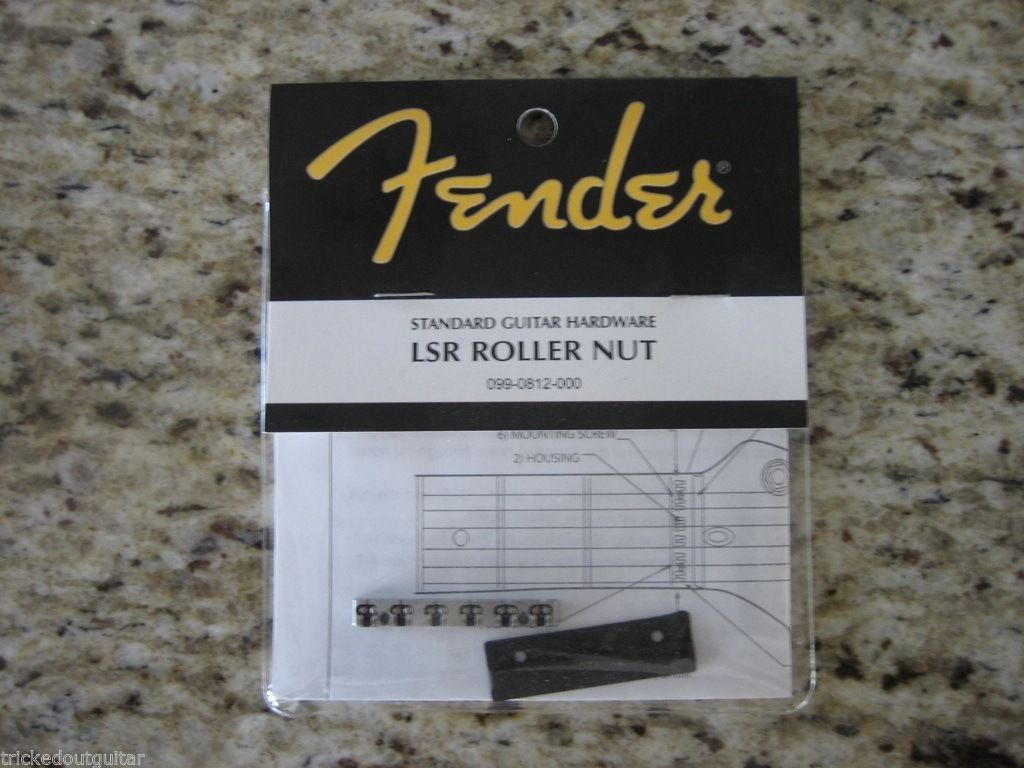 Fender®
STANDARD GUITAR HARDWARE
LSR ROLLER NUT
099-0812-000
6) MOUNTING SCREW
2) HOUSING
trickedoutguitar